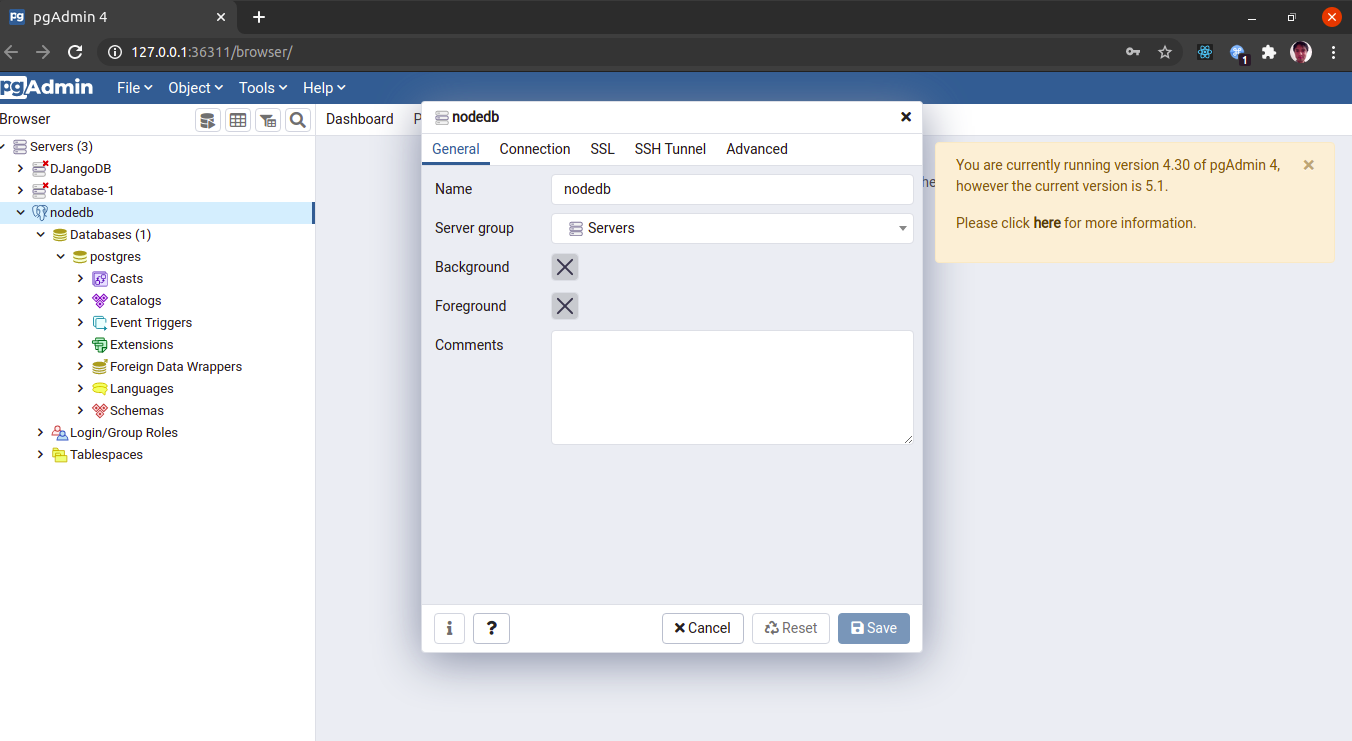 pgAdmin 4
127.0.0.1:36311/browser/
1
pgAdmin
File Object Tools Help
Browser
Dashboard P
Servers (3)
DJangoDB
database-1
nodedb
Databases (1)
postgres
Casts
Catalogs
Event Triggers
Extensions
Foreign Data Wrappers
Languages
Schemas
Login/Group Roles
Tablespaces
nodedb
General Connection SSL SSH Tunnel Advanced
Name nodedb
Server group Servers
Background
Foreground
Comments
i ? Cancel Reset Save
he
You are currently running version 4.30 of pgAdmin 4,
however the current version is 5.1.
Please click here for more information.